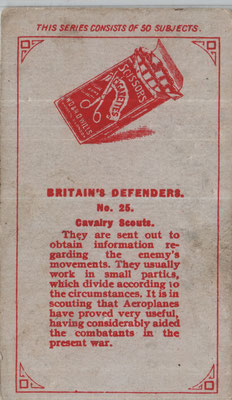 THIS SERIES CONSISTS OF 50 SUBJECTS.
SCISSORS
CIGARETTES
W.D.& H.O.WILLS
BRITAIN'S DEFENDERS.
No. 25.
Cavalry Scouts.
They are sent out to
obtain information re-
garding the enemy's
movements. They usually
work in small parties,
which divide according to
the circumstances. It is in
scouting that Aeroplanes
have proved very useful,
having considerably aided
the combatants in the
present war.